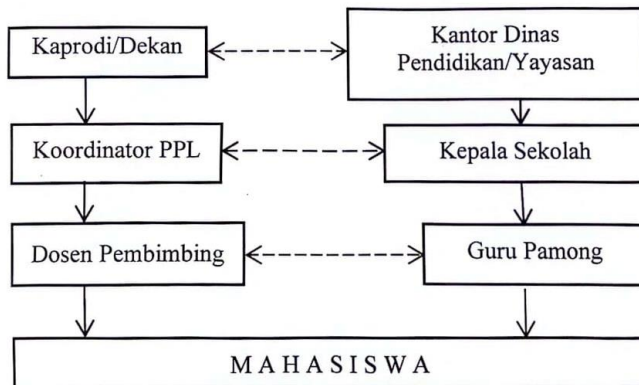 Kaprodi/Dekan
Kantor Dinas
Pendidikan/Yayasan
Koordinator PPL
Kepala Sekolah
Dosen Pembimbing
Guru Pamong
MAHASISWA